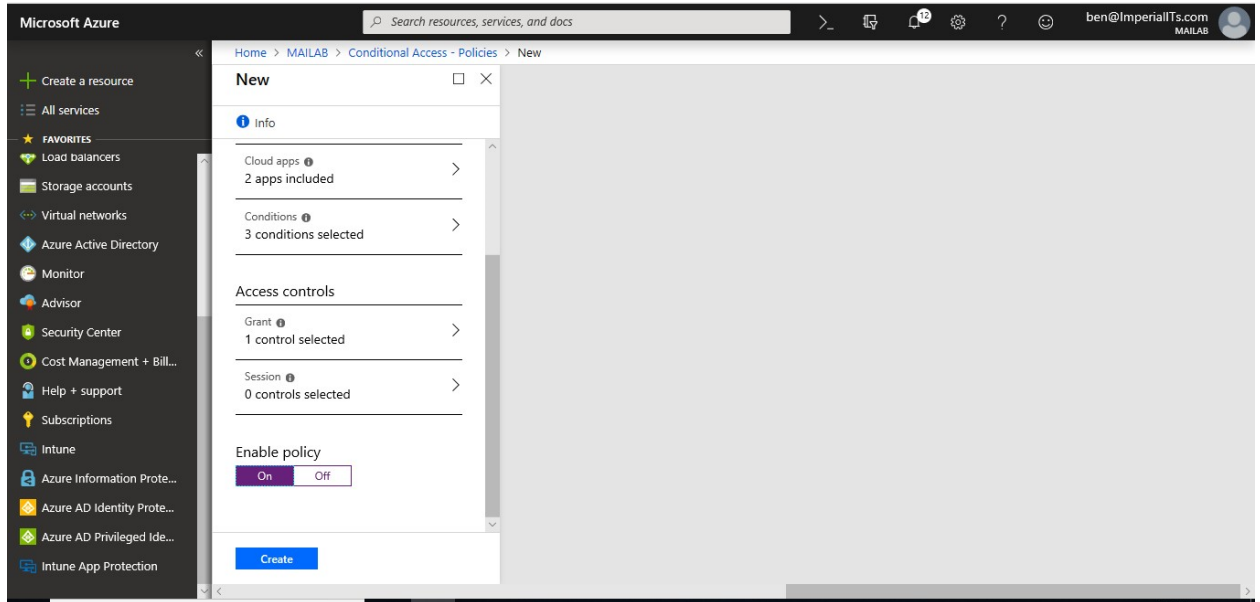 Microsoft Azure
Search resources, services, and docs
12
ben@ImperialITs.com
MAILAB
Home > MAILAB > Conditional Access - Policies > New
Create a resource
All services
FAVORITES
Load balancers
Storage accounts
Virtual networks
Azure Active Directory
Monitor
Advisor
Security Center
Cost Management + Bill...
Help + support
Subscriptions
Intune
Azure Information Prote...
Azure AD Identity Prote...
Azure AD Privileged Ide...
Intune App Protection
New
Info
Cloud apps
2 apps included
Conditions
3 conditions selected
Access controls
Grant
1 control selected
Session
0 controls selected
Enable policy
On Off
Create